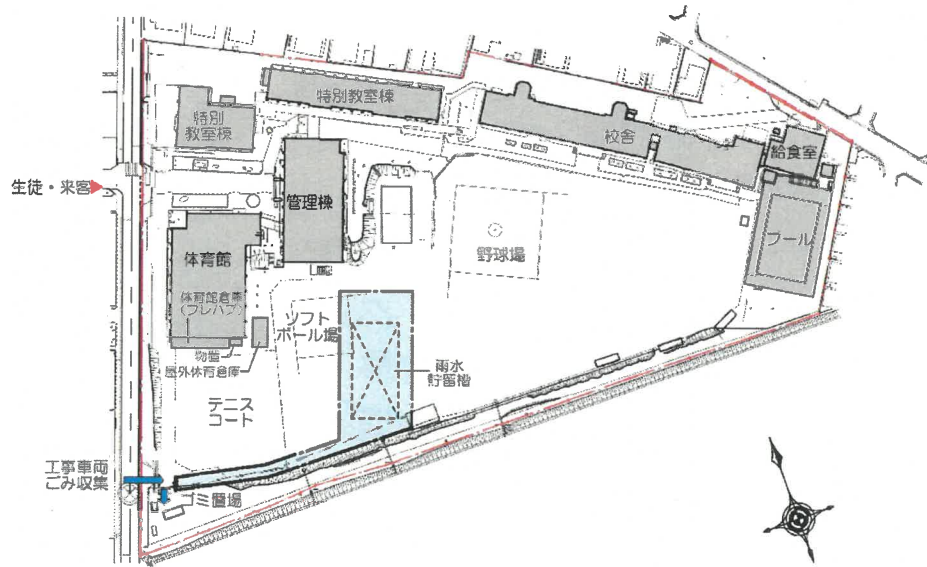 特別教室棟
特別
教室棟
校舎
給食室
生徒・来客
管理棟
プール
体育館
野球場
体育館倉庫
(プレハブ)
ソフト
ボール場
物置
屋外体育倉庫
雨水
貯留槽
テニス
コート
工事車両
ごみ収集
ゴミ置場